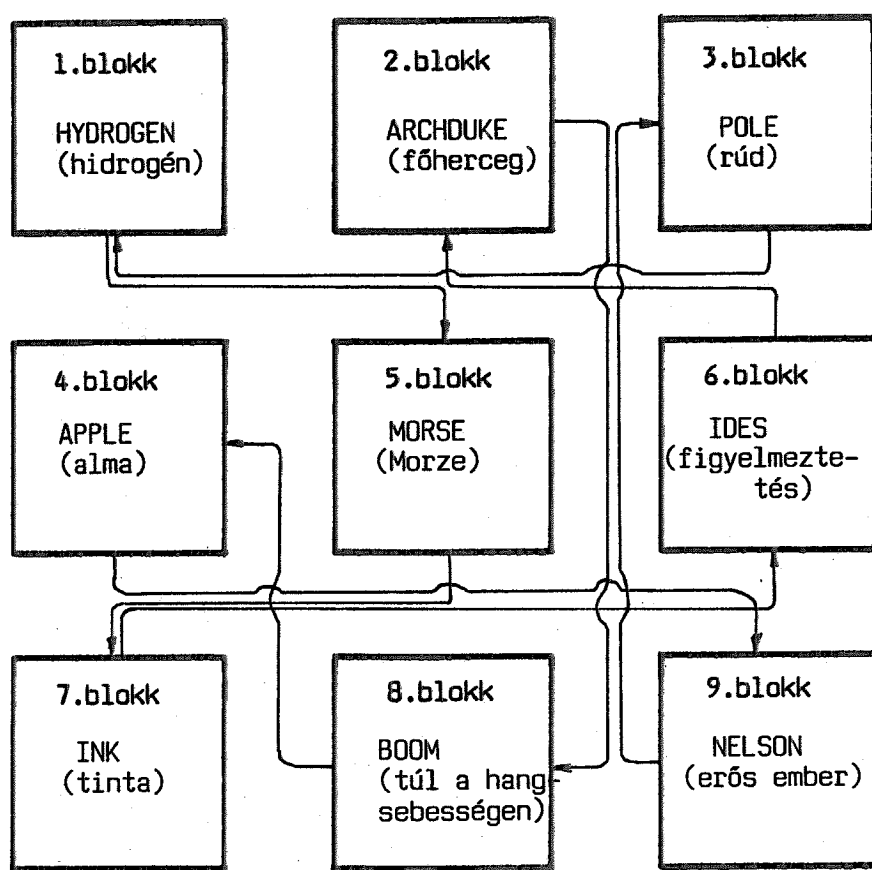 1.blokk
HYDROGEN
(hidrogén)
2.blokk
ARCHDUKE
(főherceg)
3.blokk
POLE
(rúd)
4.blokk
APPLE
(alma)
5.blokk
MORSE
(Morze)
6.blokk
IDES
(figyelmezte-
tés)
7.blokk
INK
(tinta)
8.blokk
BOOM
(túl a hang-
sebességen)
9.blokk
NELSON
(erős ember)